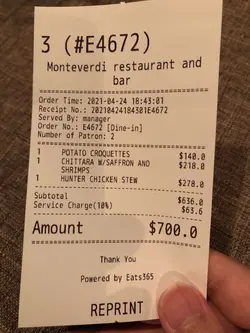 3 (#E4672)
Monteverdi restaurant and
bar
Order Time: 2021-04-24 18:43:01
Receipt No.: 20210424184301E4672
Served By: manager
Order No.: E4672 [Dine-in]
Number of Patron: 2
1 POTATO CROQUETTES $140.0
1 CHITTARA W/SAFFRON AND $218.0
SHRIMPS
1 HUNTER CHICKEN STEW $278.0
Subtotal $636.0
Service Charge(10%) $63.6
Amount $700.0
Thank You
Powered by Eats365
REPRINT